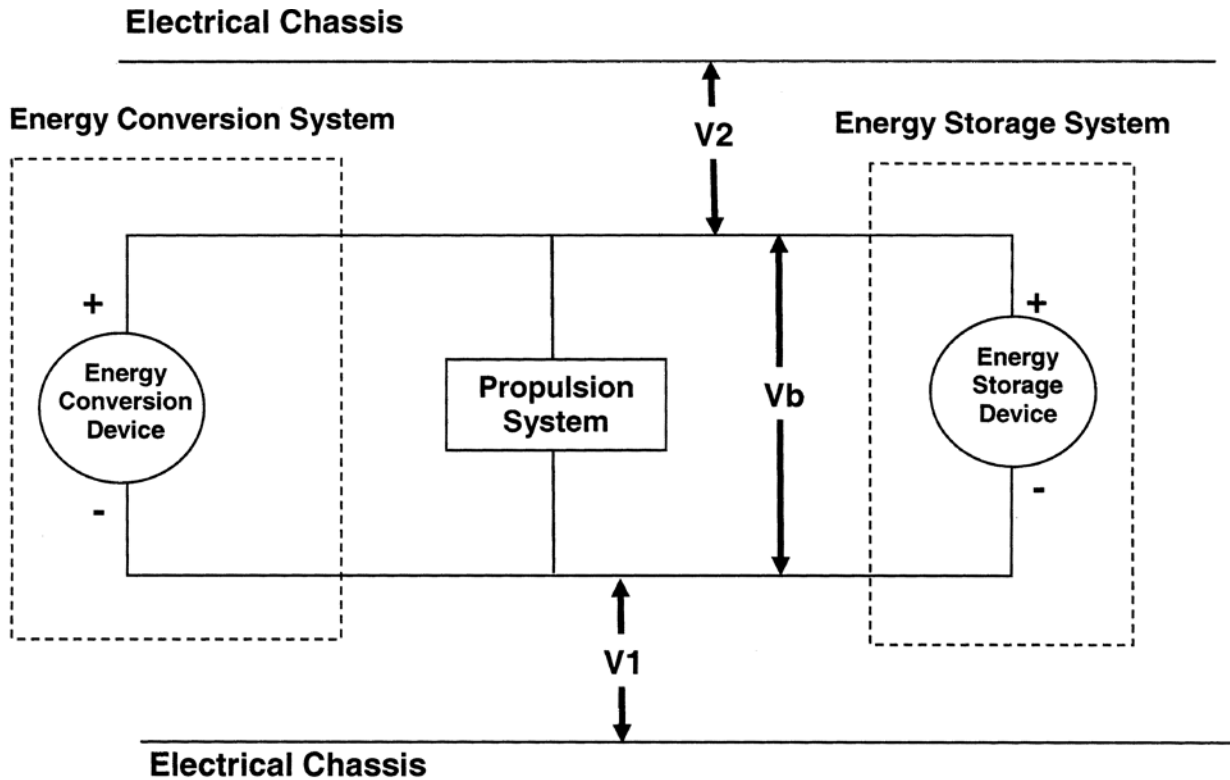 Electrical Chassis
Energy Conversion System
V2
Energy Storage System
+
Energy
Conversion
Device
-
Propulsion
System
Vb
+
Energy
Storage
Device
-
V1
Electrical Chassis